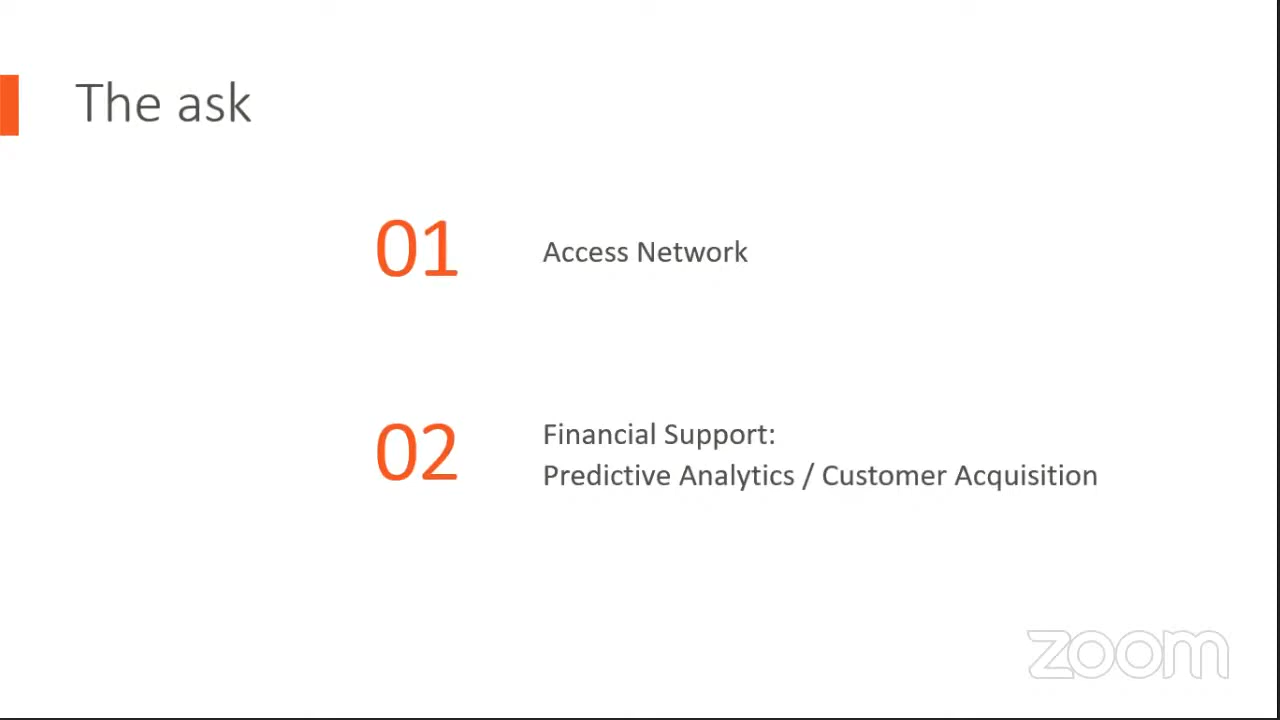 The ask
01
Access Network
02
Financial Support:
Predictive Analytics / Customer Acquisition
zoom